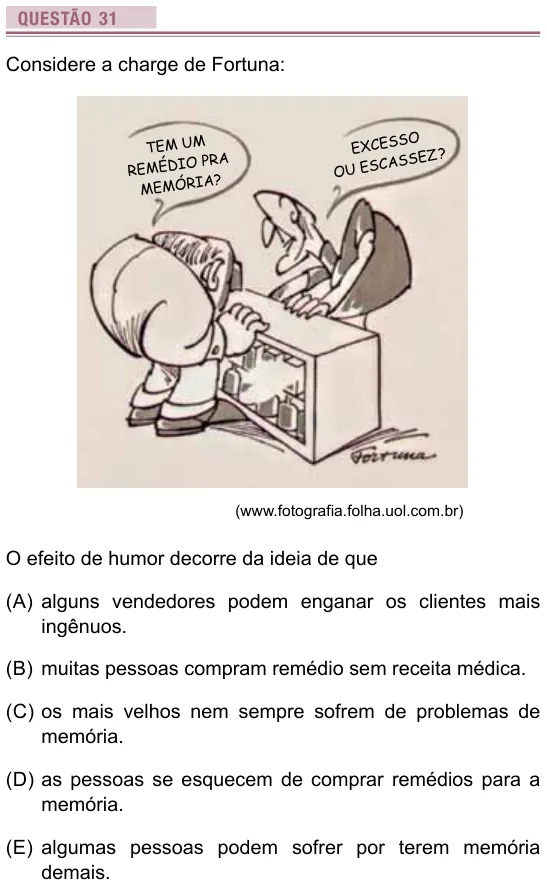 QUESTÃO 31
Considere a charge de Fortuna:
TEM UM
REMÉDIO PRA
MEMÓRIA?
EXCESSO
OU ESCASSEZ?
Fortuna
(www.fotografia.folha.uol.com.br)
O efeito de humor decorre da ideia de que
(A) alguns vendedores podem enganar os clientes mais
ingênuos.
(B) muitas pessoas compram remédio sem receita médica.
(C) os mais velhos nem sempre sofrem de problemas de
memória.
(D) as pessoas se esquecem de comprar remédios para a
memória.
(E) algumas pessoas podem sofrer por terem memória
demais.